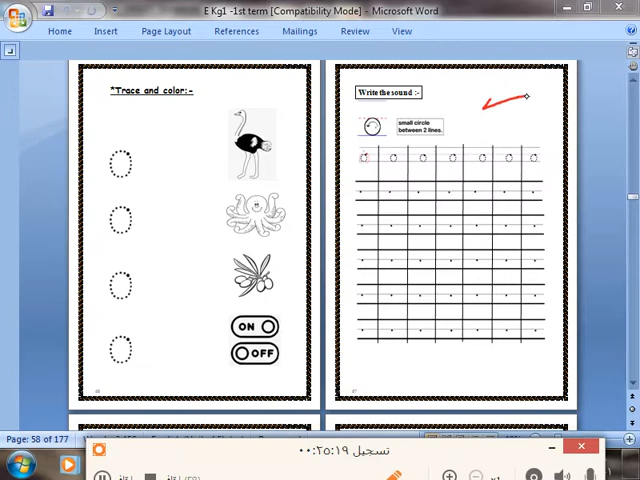 E Kg1 -1st term [Compatibility Mode] - Microsoft Word
Home Insert Page Layout References Mailings Review View
*Trace and color:-
o
o
o
o
ON
OFF
Write the sound :-
small circle
between 2 lines.
o o o o o o o
Page: 58 of 177
تسجيل ٠٠:٢٥:١٩